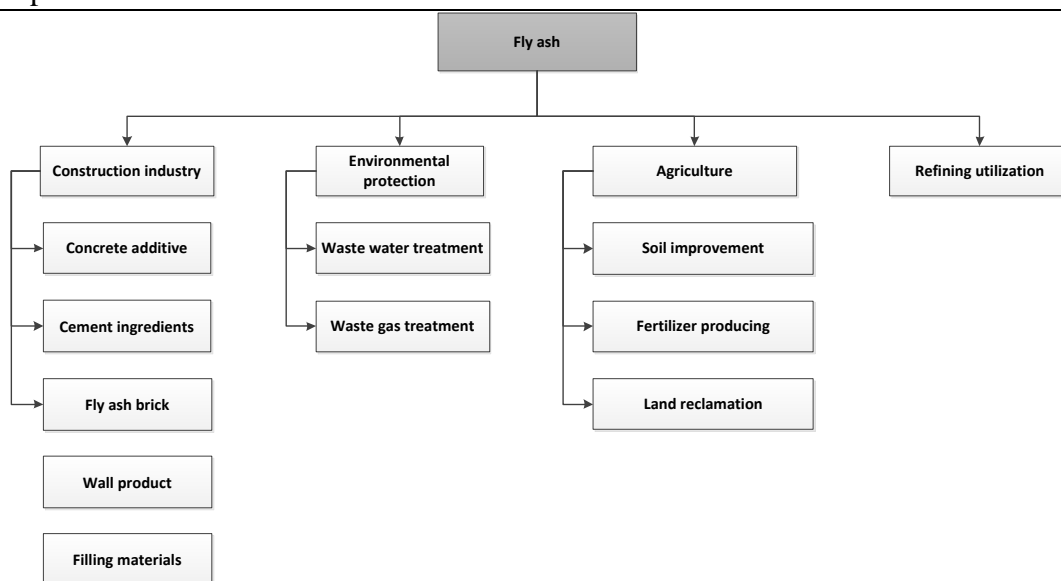 Fly ash
Construction industry
Environmental
protection
Agriculture
Refining utilization
Concrete additive
Waste water treatment
Soil improvement
Cement ingredients
Waste gas treatment
Fertilizer producing
Fly ash brick
Land reclamation
Wall product
Filling materials